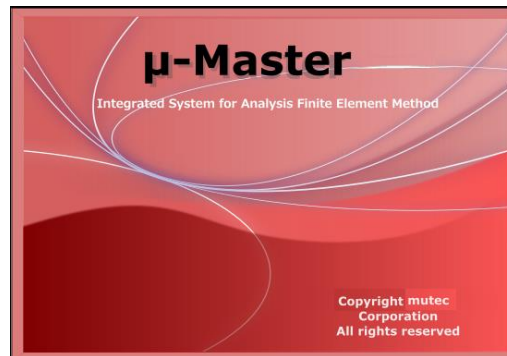 µ-Master
Integrated System for Analysis Finite Element Method
Copyright mutec
Corporation
All rights reserved